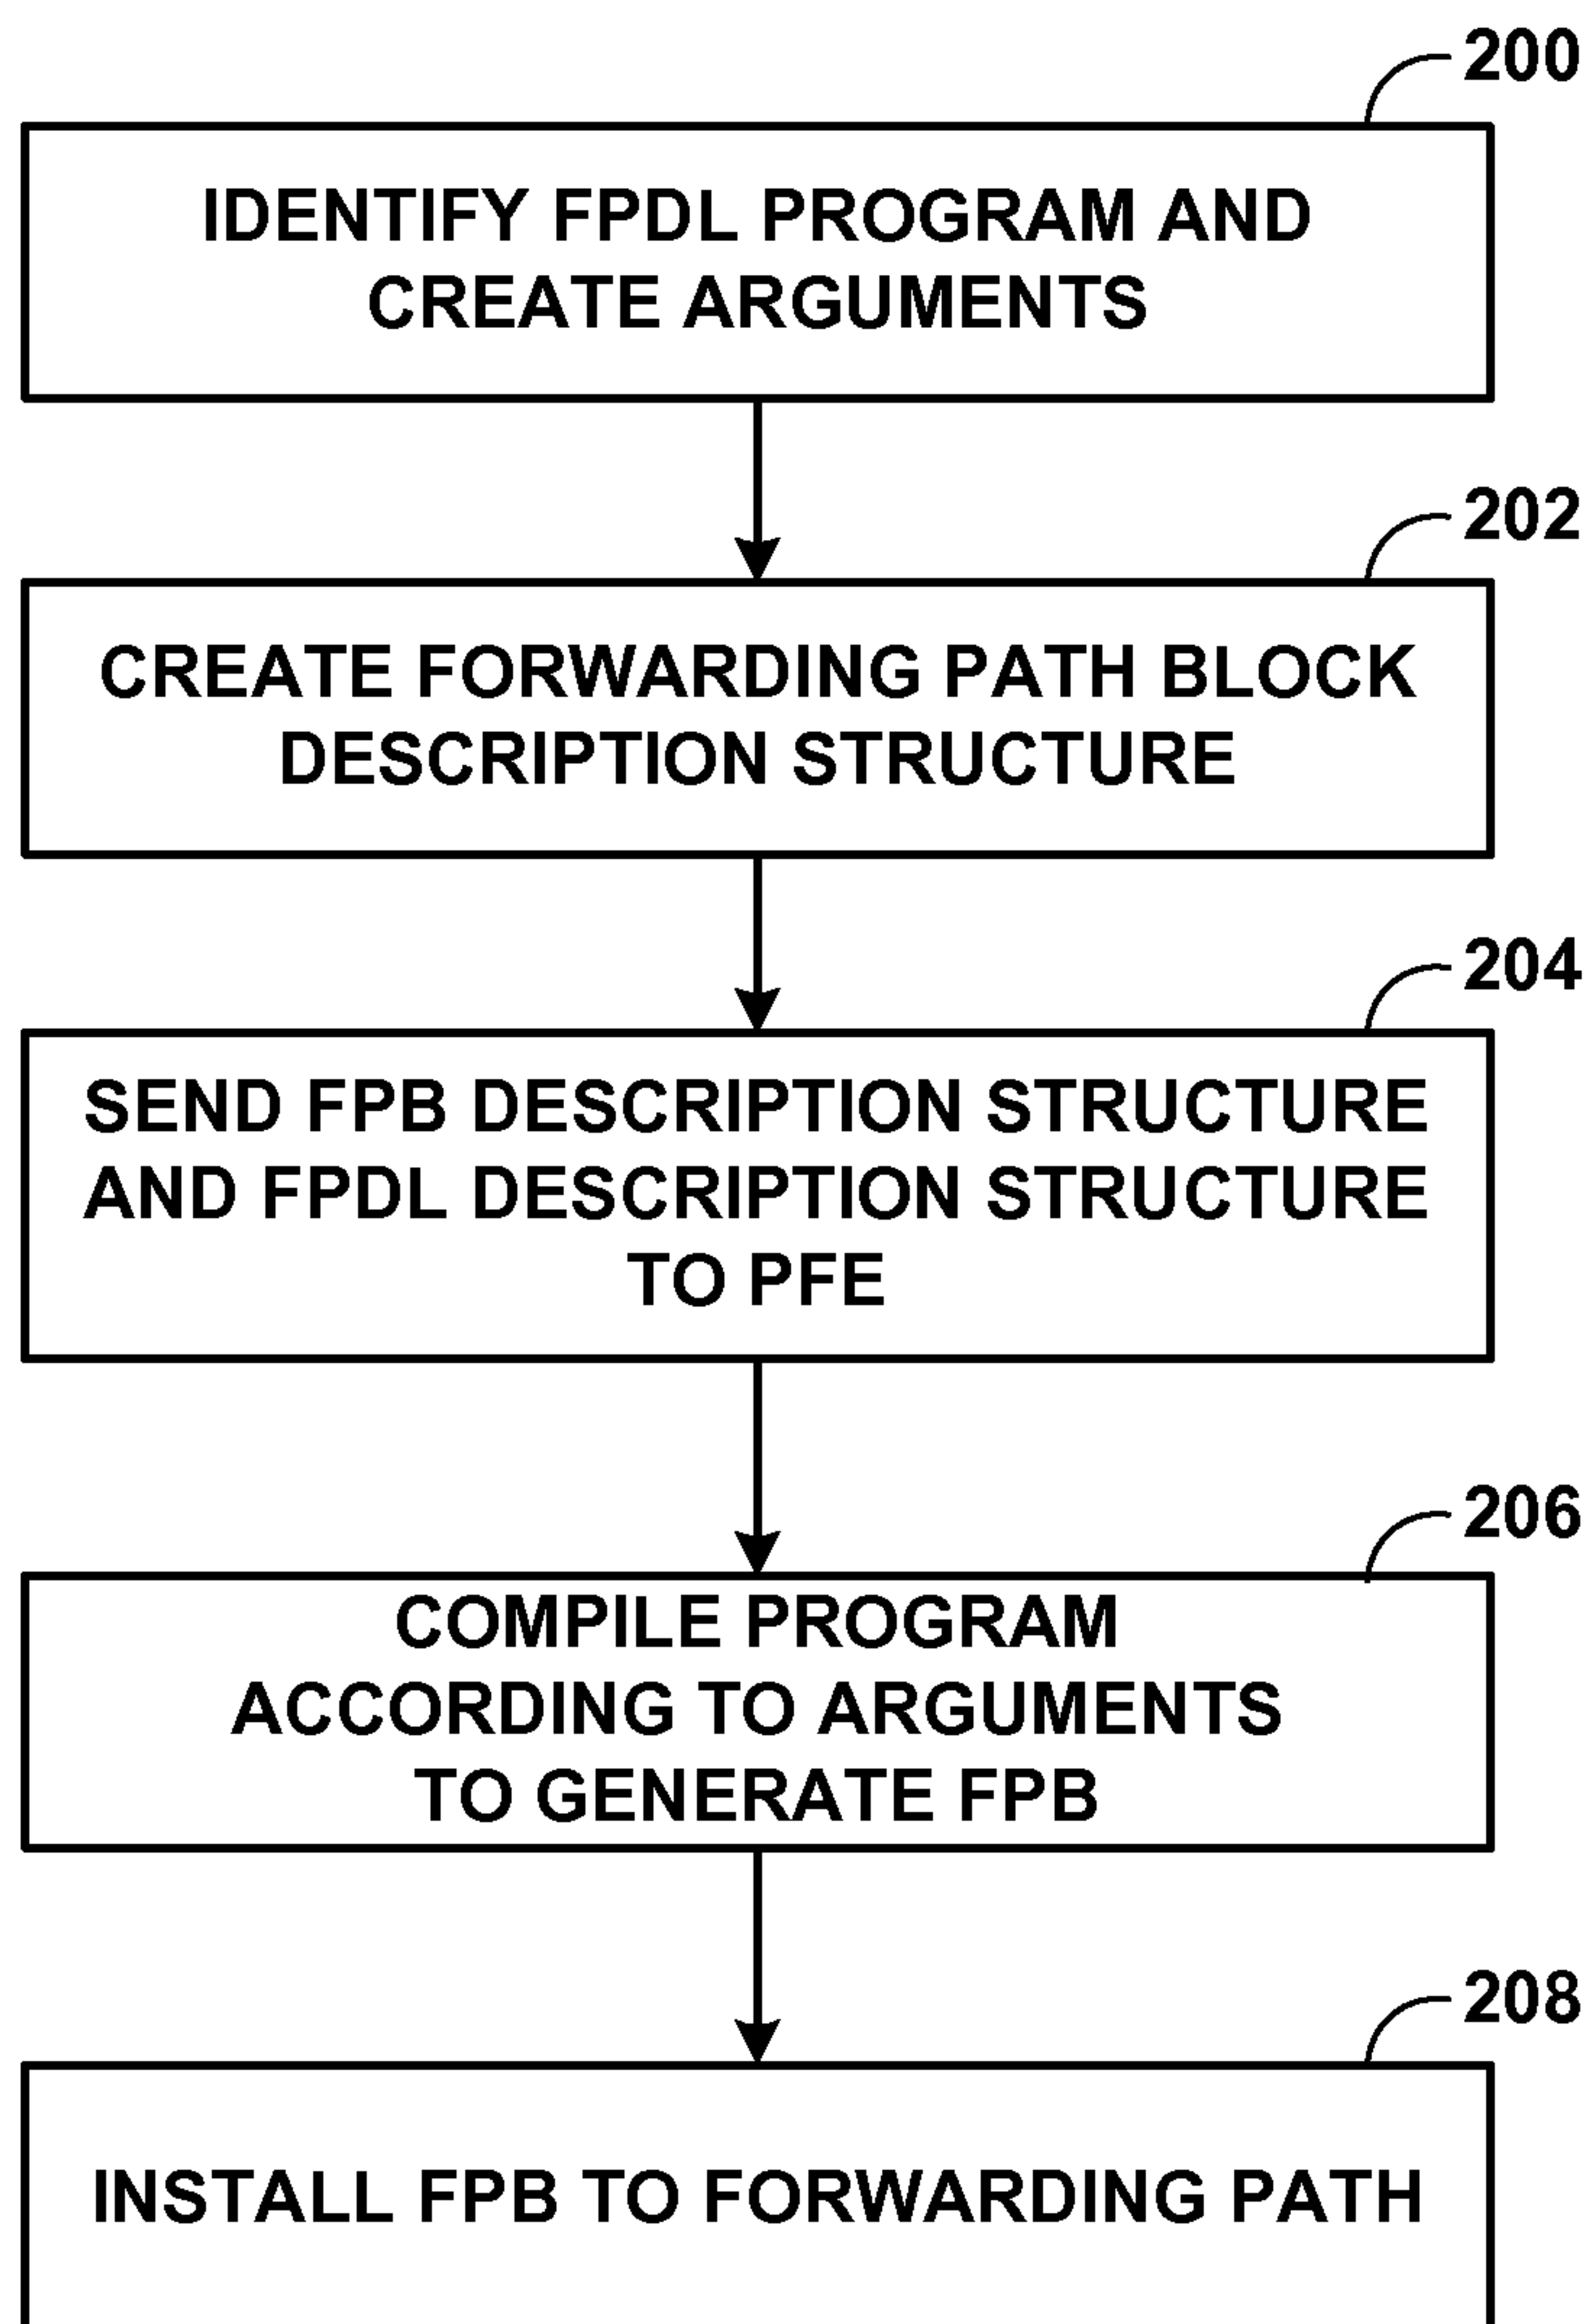 200
IDENTIFY FPDL PROGRAM AND
CREATE ARGUMENTS
202
CREATE FORWARDING PATH BLOCK
DESCRIPTION STRUCTURE
204
SEND FPB DESCRIPTION STRUCTURE
AND FPDL DESCRIPTION STRUCTURE
TO PFE
206
COMPILE PROGRAM
ACCORDING TO ARGUMENTS
TO GENERATE FPB
208
INSTALL FPB TO FORWARDING PATH